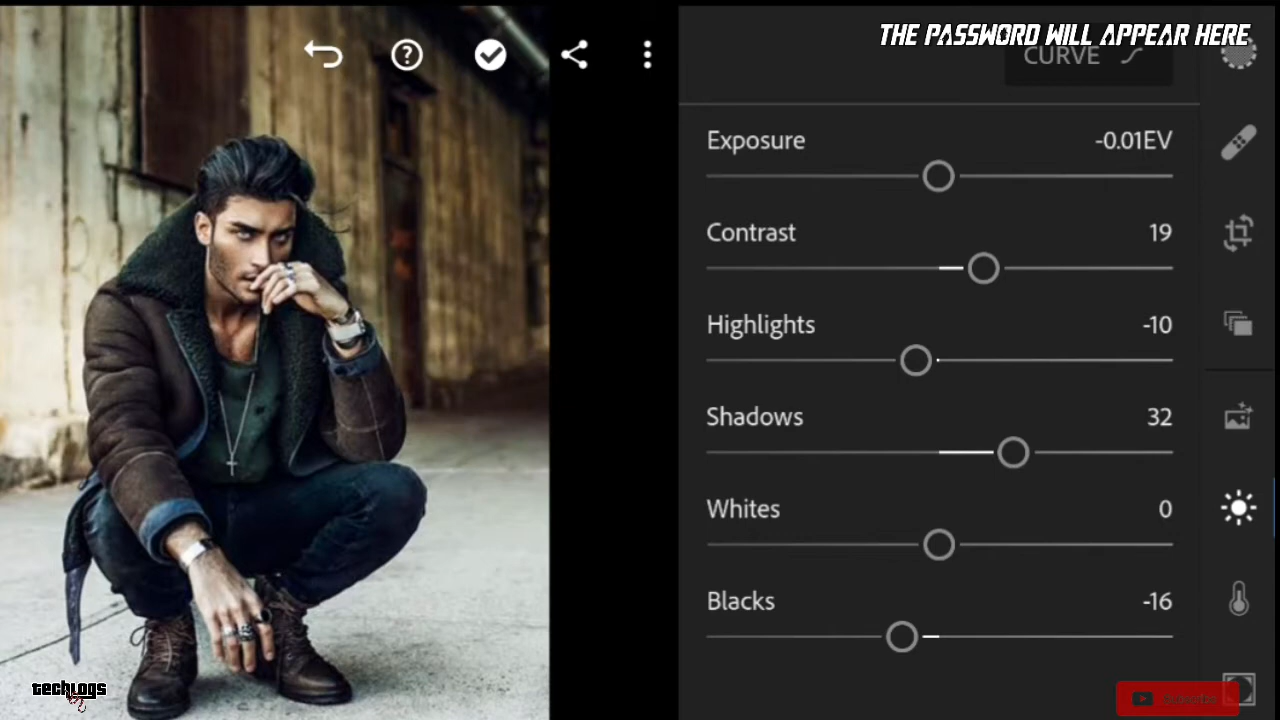 THE PASSWORD WILL APPEAR HERE
CURVE
Exposure -0.01EV
Contrast 19
Highlights -10
Shadows 32
Whites 0
Blacks -16
TECHLOGS
Subscribe